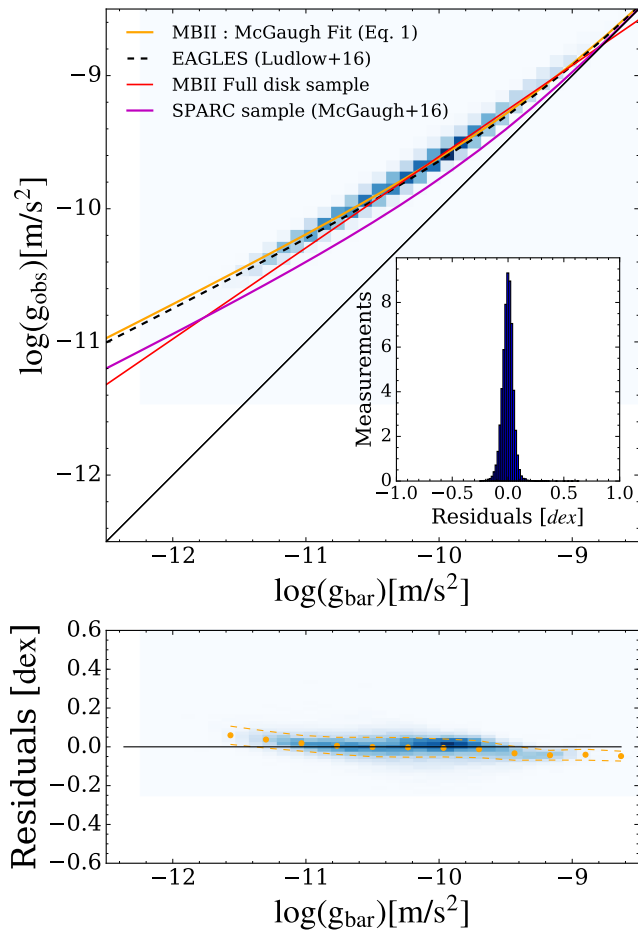 MBII : McGaugh Fit (Eq. 1)
EAGLES (Ludlow+16)
MBII Full disk sample
SPARC sample (McGaugh+16)
−9
−10
−11
−12
log(g_obs)[m/s²]
−12 −11 −10 −9
log(g_bar)[m/s²]
Measurements
8
6
4
2
0
−1.0 −0.5 0.0 0.5 1.0
Residuals [dex]
0.6
0.4
0.2
0.0
−0.2
−0.4
−0.6
Residuals [dex]
−12 −11 −10 −9
log(g_bar)[m/s²]